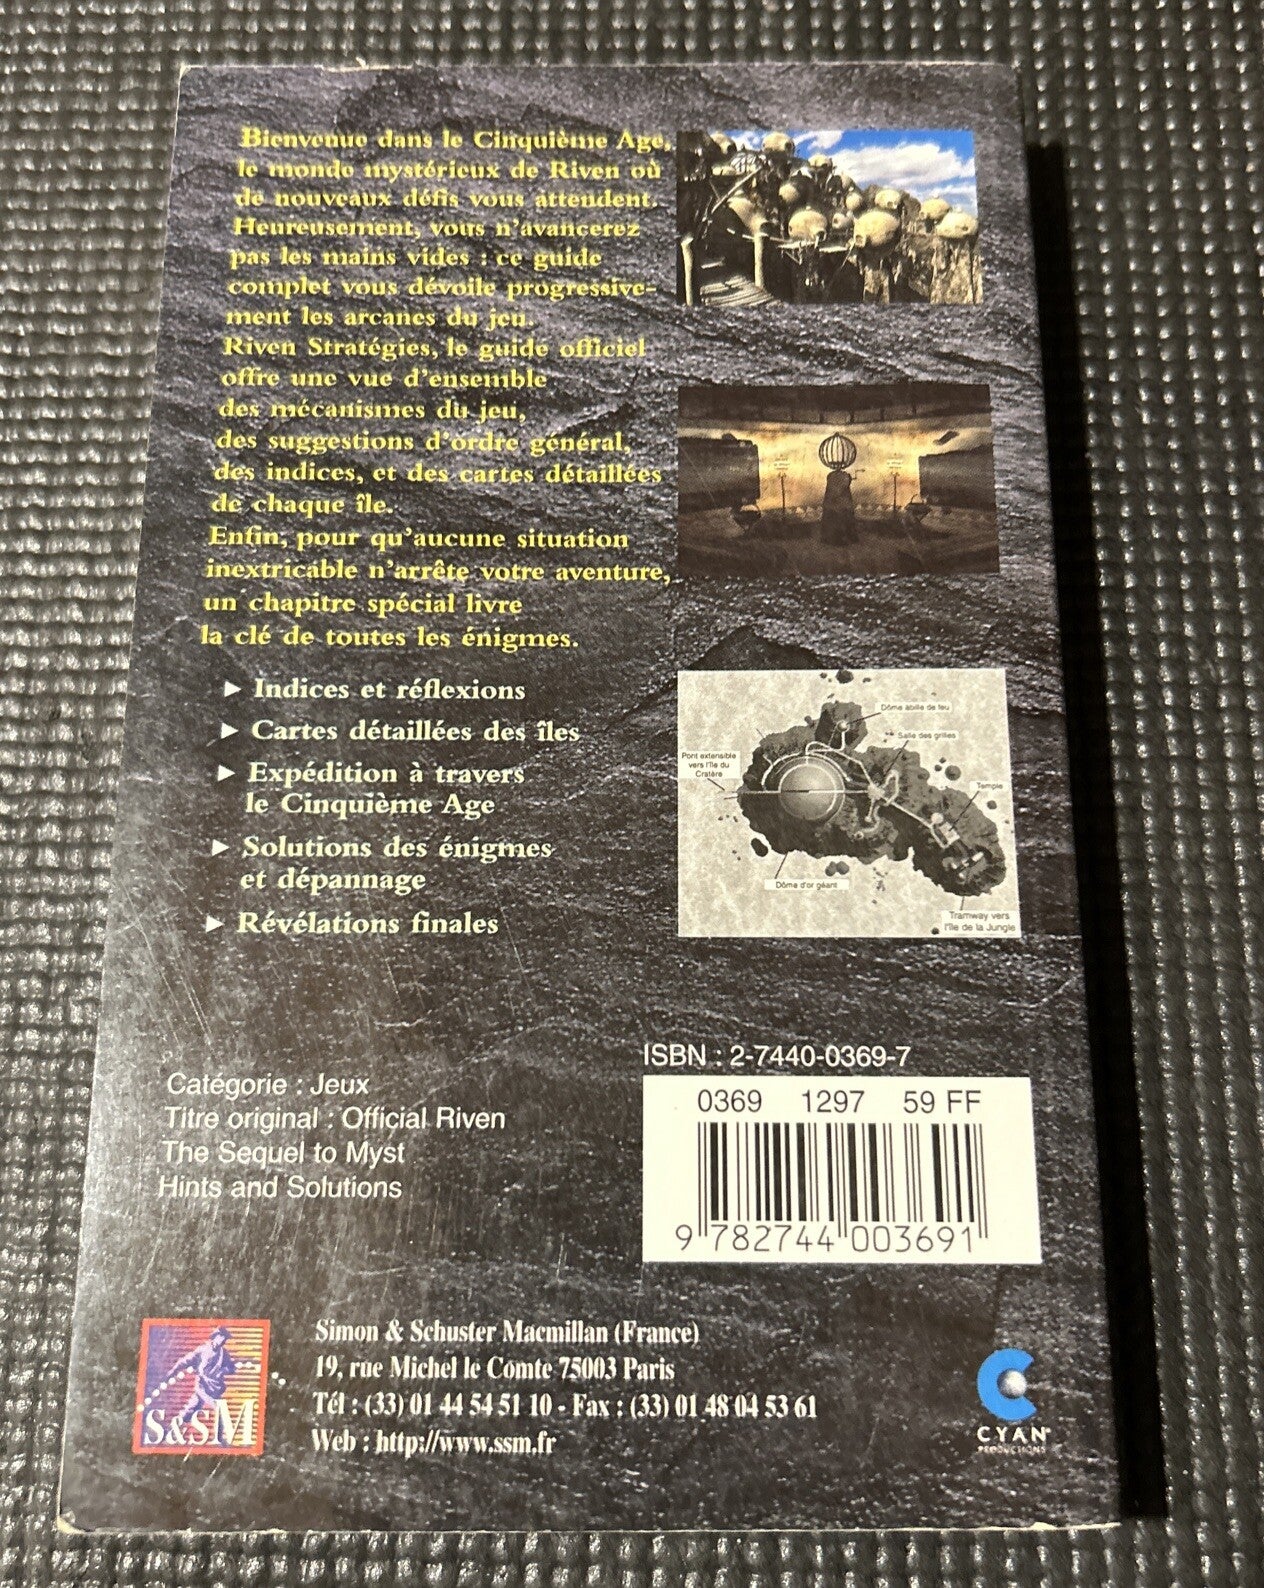 Bienvenue dans le Cinquième Age,
le monde mystérieux de Riven où
de nouveaux défis vous attendent.
Heureusement, vous n'avancerez
pas les mains vides : ce guide
complet vous dévoile progressive-
ment les arcanes du jeu.
Riven Stratégies, le guide officiel
offre une vue d'ensemble
des mécanismes du jeu,
des suggestions d'ordre général,
des indices, et des cartes détaillées
de chaque île.
Enfin, pour qu'aucune situation
inextricable n'arrête votre aventure,
un chapitre spécial livre
la clé de toutes les énigmes.
► Indices et réflexions
► Cartes détaillées des îles
► Expédition à travers
le Cinquième Age
► Solutions des énigmes
et dépannage
► Révélations finales
Dôme abille de feu
Salle des grilles
Pont extensible
vers l'île du
Cratère
Temple
Dôme d'or géant
Tramway vers
l'île de la Jungle
Catégorie : Jeux
Titre original : Official Riven
The Sequel to Myst
Hints and Solutions
ISBN : 2-7440-0369-7
0369 1297 59 FF
9 782744 003691
S&SM
Simon & Schuster Macmillan (France)
19, rue Michel le Comte 75003 Paris
Tél : (33) 01 44 54 51 10 - Fax : (33) 01 48 04 53 61
Web : http://www.ssm.fr
CYAN
PRODUCTIONS